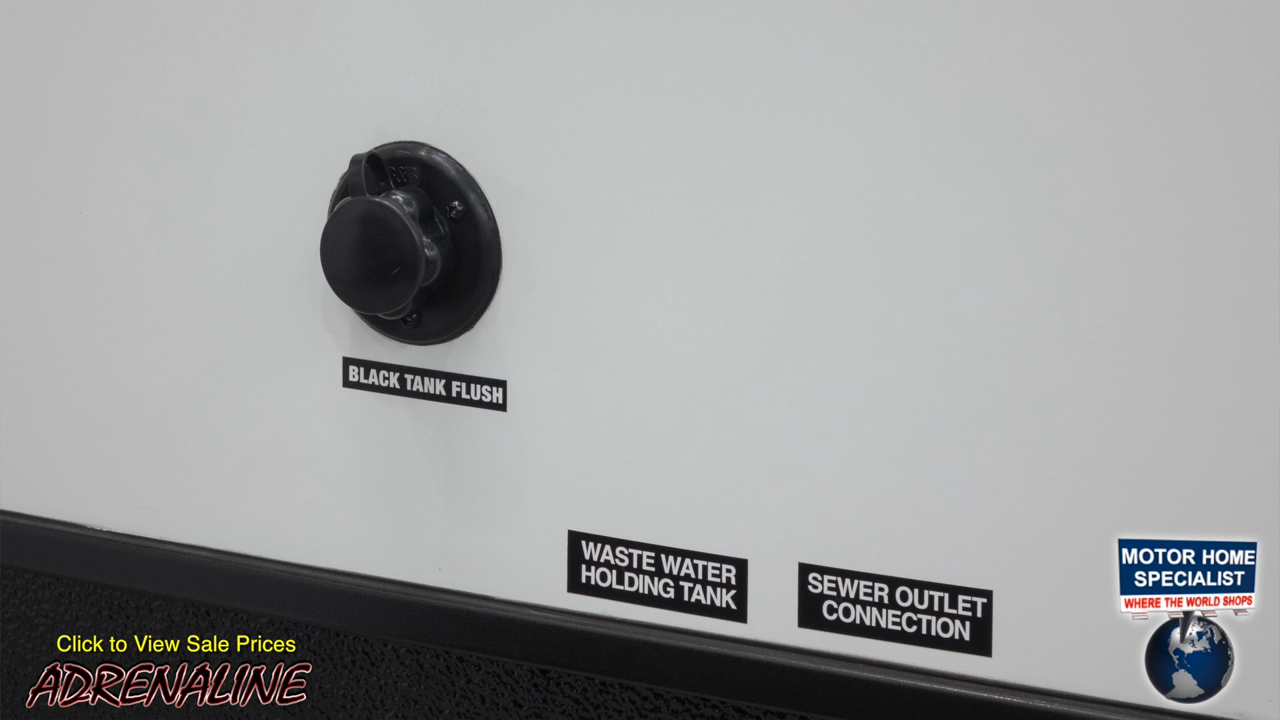 BLACK TANK FLUSH
WASTE WATER
HOLDING TANK
SEWER OUTLET
CONNECTION
MOTOR HOME
SPECIALIST
WHERE THE WORLD SHOPS
Click to View Sale Prices
ADRENALINE